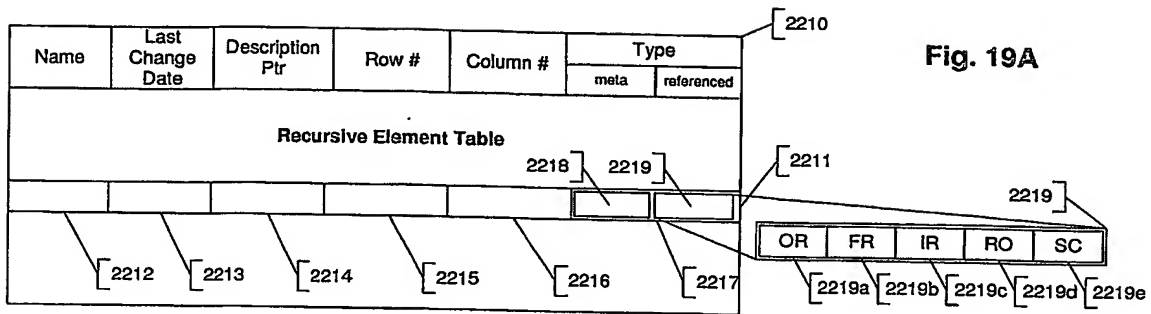 2210
Fig. 19A
Name
Last Change Date
Description Ptr
Row #
Column #
Type
meta
referenced
Recursive Element Table
2218
2219
2211
2219
OR FR IR RO SC
2212
2213
2214
2215
2216
2217
2219a
2219b
2219c
2219d
2219e